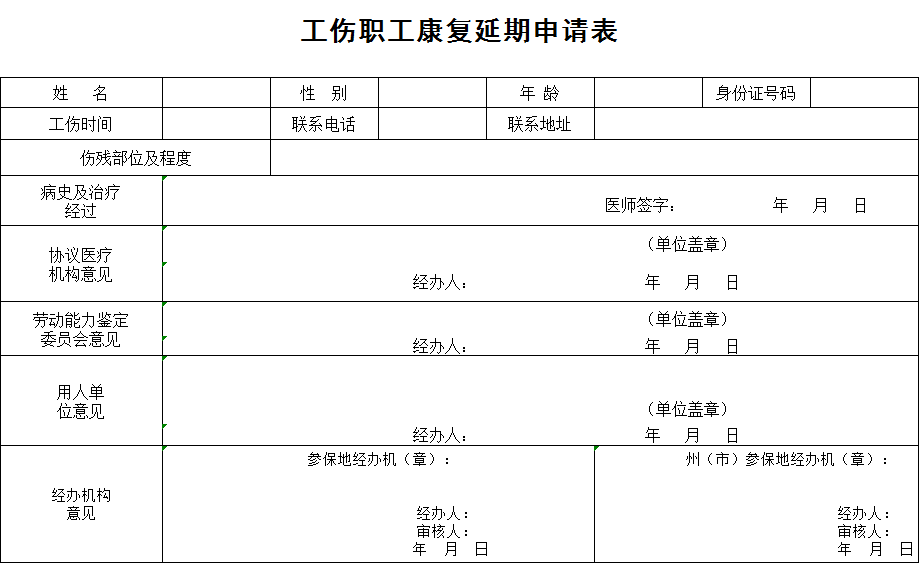 工伤职工康复延期申请表
姓 名 性 别 年 龄 身份证号码
工伤时间 联系电话 联系地址
伤残部位及程度
病史及治疗
经过
医师签字： 年 月 日
协议医疗
机构意见
（单位盖章）
经办人： 年 月 日
劳动能力鉴定
委员会意见
（单位盖章）
经办人： 年 月 日
用人单
位意见
（单位盖章）
经办人： 年 月 日
经办机构
意见
参保地经办机（章）：
经办人：
审核人：
年 月 日
州（市）参保地经办机（章）：
经办人：
审核人：
年 月 日